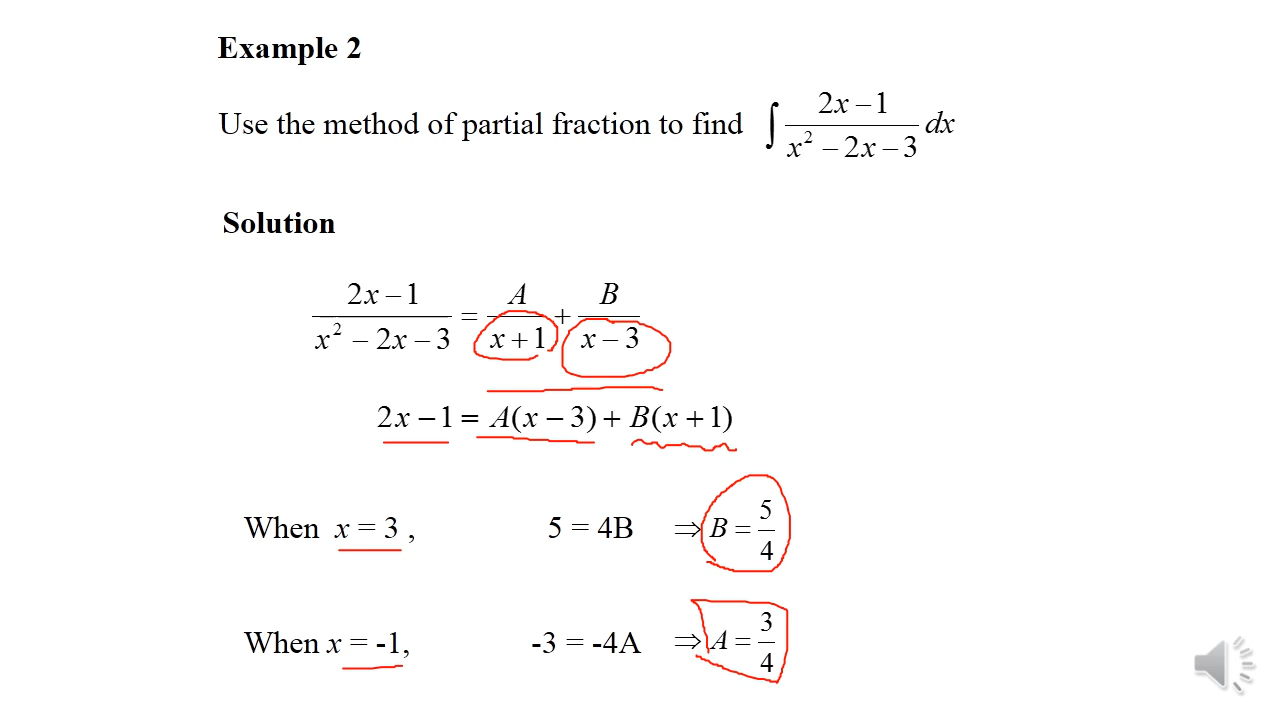 Example 2
Use the method of partial fraction to find ∫ (2x − 1)/(x² − 2x − 3) dx
Solution
(2x − 1)/(x² − 2x − 3) = A/(x + 1) + B/(x − 3)
2x − 1 = A(x − 3) + B(x + 1)
When x = 3 , 5 = 4B ⇒ B = 5/4
When x = -1, -3 = -4A ⇒ A = 3/4